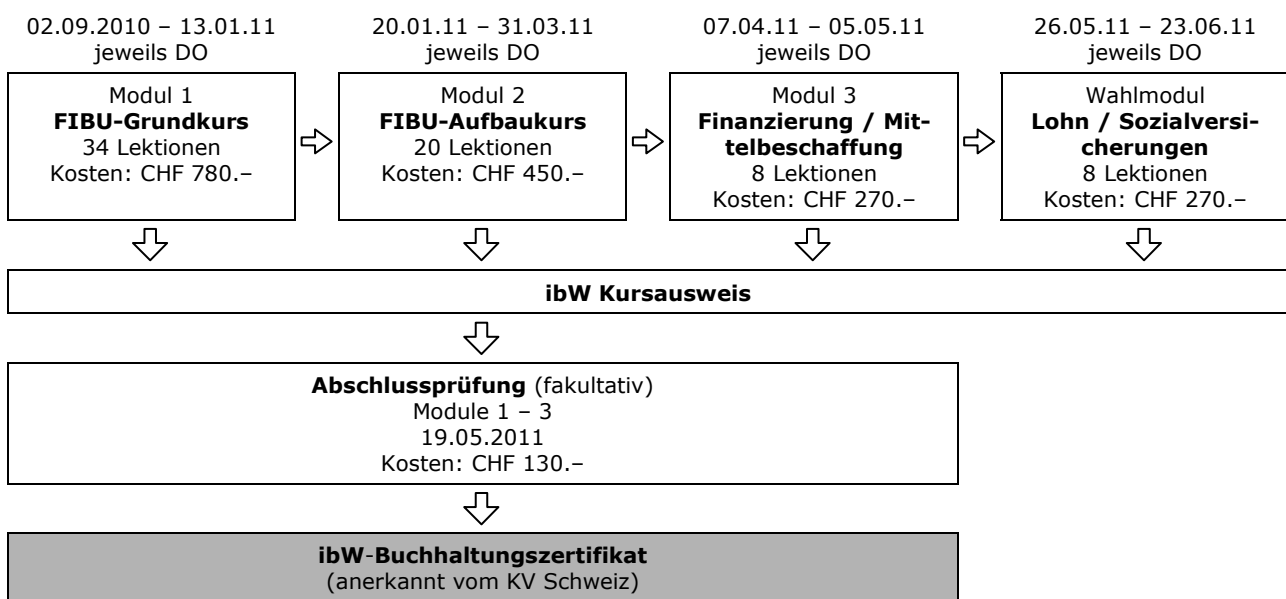 02.09.2010 – 13.01.11
jeweils DO
20.01.11 – 31.03.11
jeweils DO
07.04.11 – 05.05.11
jeweils DO
26.05.11 – 23.06.11
jeweils DO
Modul 1
FIBU-Grundkurs
34 Lektionen
Kosten: CHF 780.–
Modul 2
FIBU-Aufbaukurs
20 Lektionen
Kosten: CHF 450.–
Modul 3
Finanzierung / Mit-
telbeschaffung
8 Lektionen
Kosten: CHF 270.–
Wahlmodul
Lohn / Sozialversi-
cherungen
8 Lektionen
Kosten: CHF 270.–
ibW Kursausweis
Abschlussprüfung (fakultativ)
Module 1 – 3
19.05.2011
Kosten: CHF 130.–
ibW-Buchhaltungszertifikat
(anerkannt vom KV Schweiz)